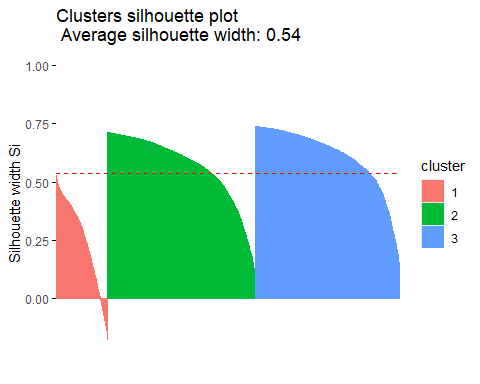 Clusters silhouette plot
Average silhouette width: 0.54
1.00
0.75
0.50
0.25
0.00
Silhouette width Si
cluster
1
2
3